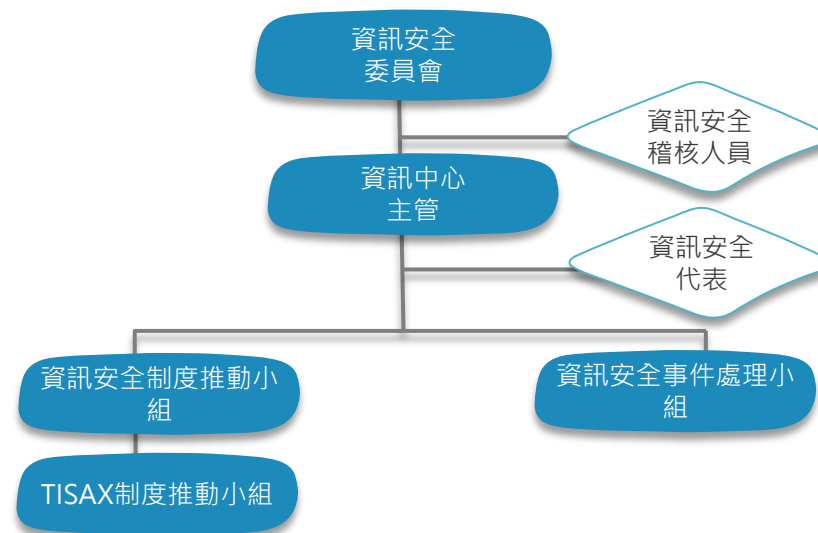 資訊安全
委員會
資訊安全
稽核人員
資訊中心
主管
資訊安全
代表
資訊安全制度推動小
組
資訊安全事件處理小
組
TISAX制度推動小組